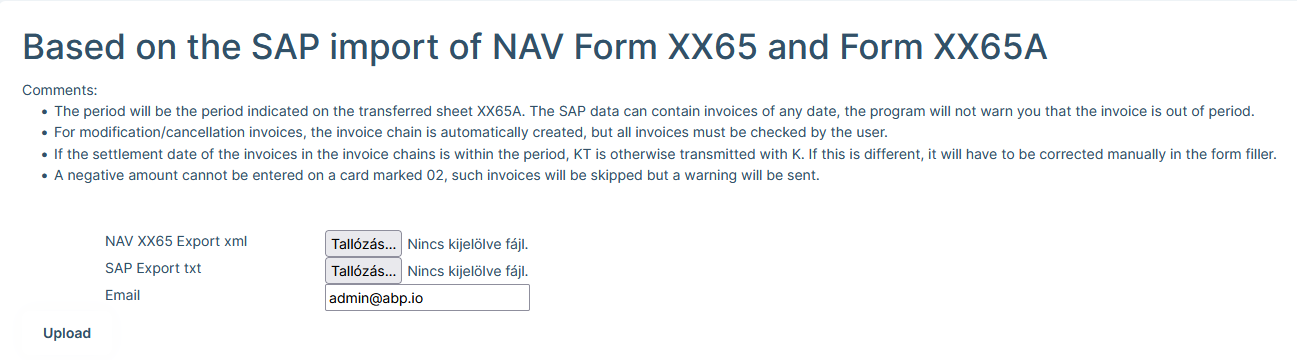 Based on the SAP import of NAV Form XX65 and Form XX65A
Comments:
• The period will be the period indicated on the transferred sheet XX65A. The SAP data can contain invoices of any date, the program will not warn you that the invoice is out of period.
• For modification/cancellation invoices, the invoice chain is automatically created, but all invoices must be checked by the user.
• If the settlement date of the invoices in the invoice chains is within the period, KT is otherwise transmitted with K. If this is different, it will have to be corrected manually in the form filler.
• A negative amount cannot be entered on a card marked 02, such invoices will be skipped but a warning will be sent.
NAV XX65 Export xml Tallózás... Nincs kijelölve fájl.
SAP Export txt Tallózás... Nincs kijelölve fájl.
Email admin@abp.io
Upload